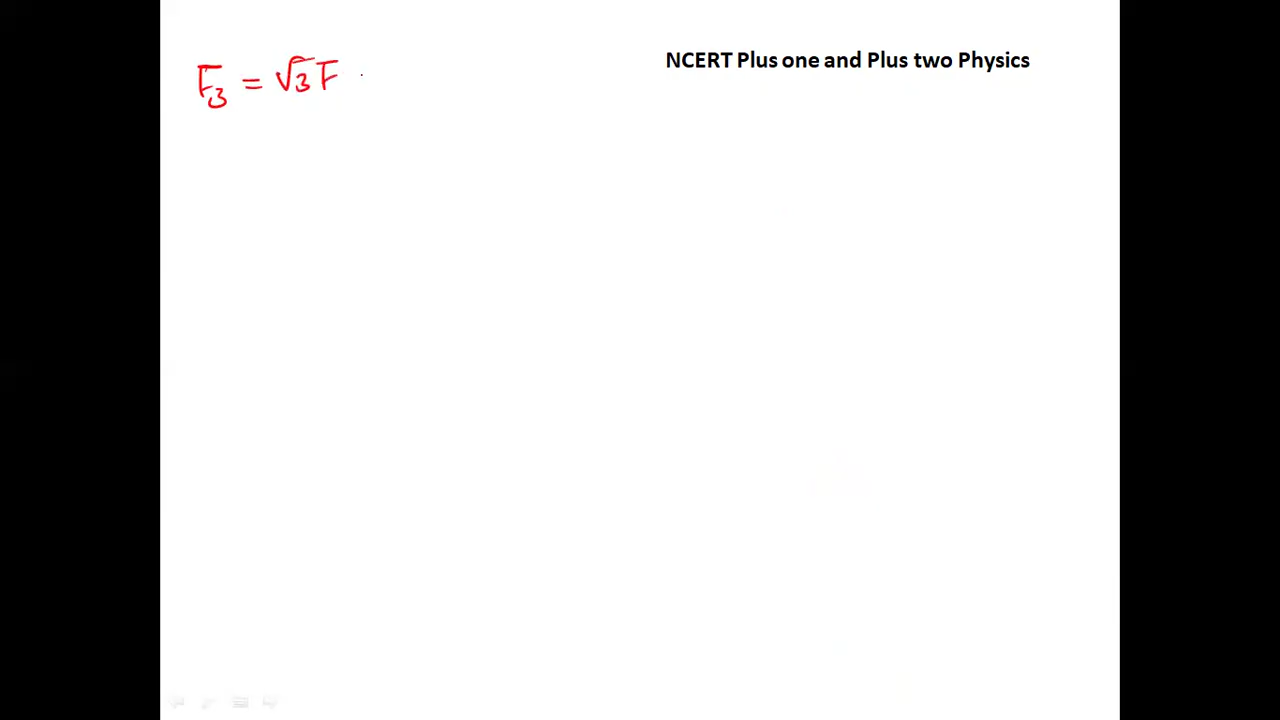 NCERT Plus one and Plus two Physics
F₃ = √3 F